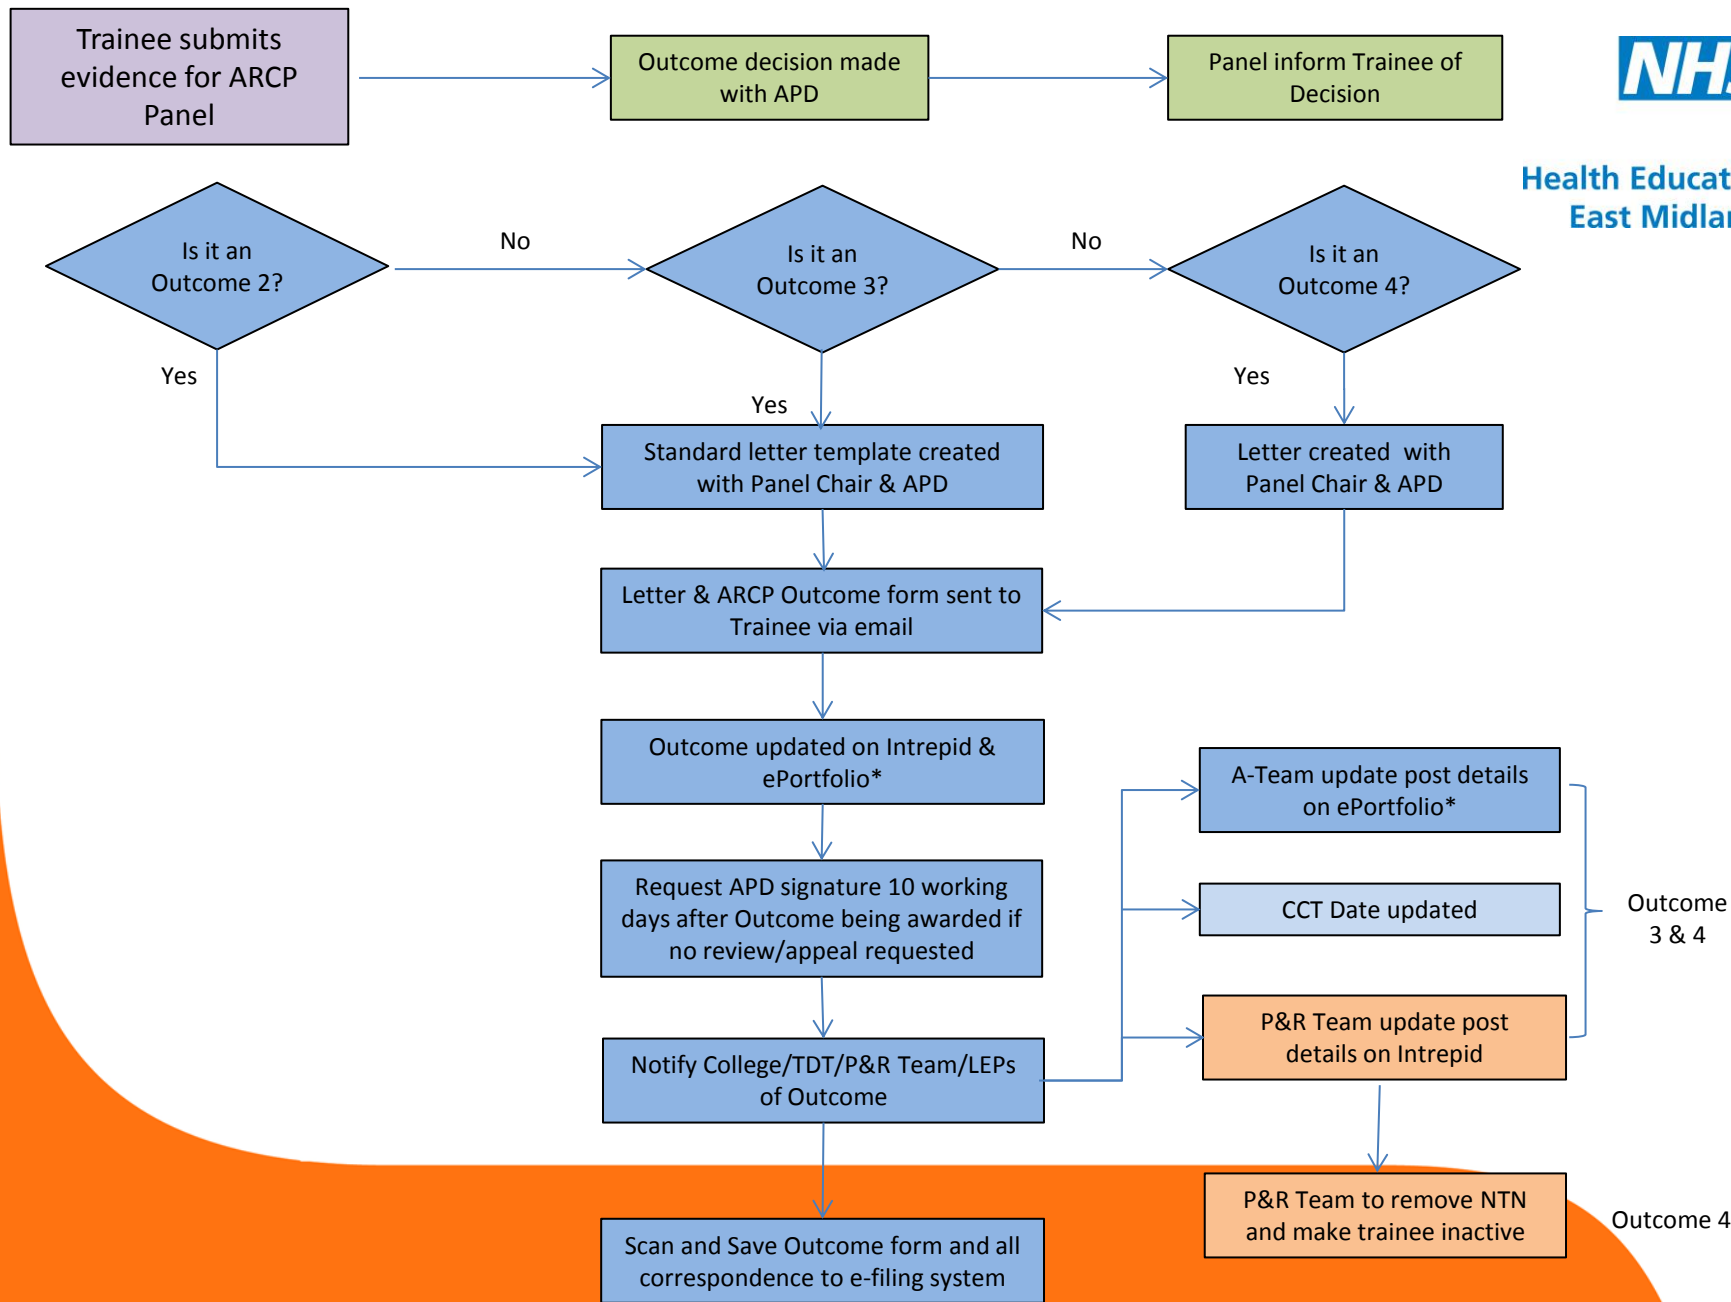 Trainee submits
evidence for ARCP
Panel
Outcome decision made
with APD
Panel inform Trainee of
Decision
Is it an
Outcome 2?
No
Is it an
Outcome 3?
No
Is it an
Outcome 4?
Yes
Yes
Yes
Standard letter template created
with Panel Chair & APD
Letter created with
Panel Chair & APD
Letter & ARCP Outcome form sent to
Trainee via email
Outcome updated on Intrepid &
ePortfolio*
Request APD signature 10 working
days after Outcome being awarded if
no review/appeal requested
Notify College/TDT/P&R Team/LEPs
of Outcome
A-Team update post details
on ePortfolio*
CCT Date updated
P&R Team update post
details on Intrepid
Outcome
3 & 4
P&R Team to remove NTN
and make trainee inactive
Outcome 4
Scan and Save Outcome form and all
correspondence to e-filing system
Health
East